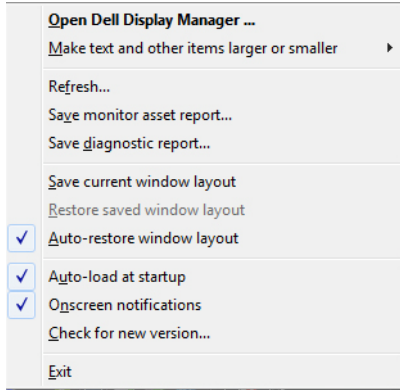 Open Dell Display Manager ...
Make text and other items larger or smaller
Refresh...
Save monitor asset report...
Save diagnostic report...
Save current window layout
Restore saved window layout
Auto-restore window layout
Auto-load at startup
Onscreen notifications
Check for new version...
Exit